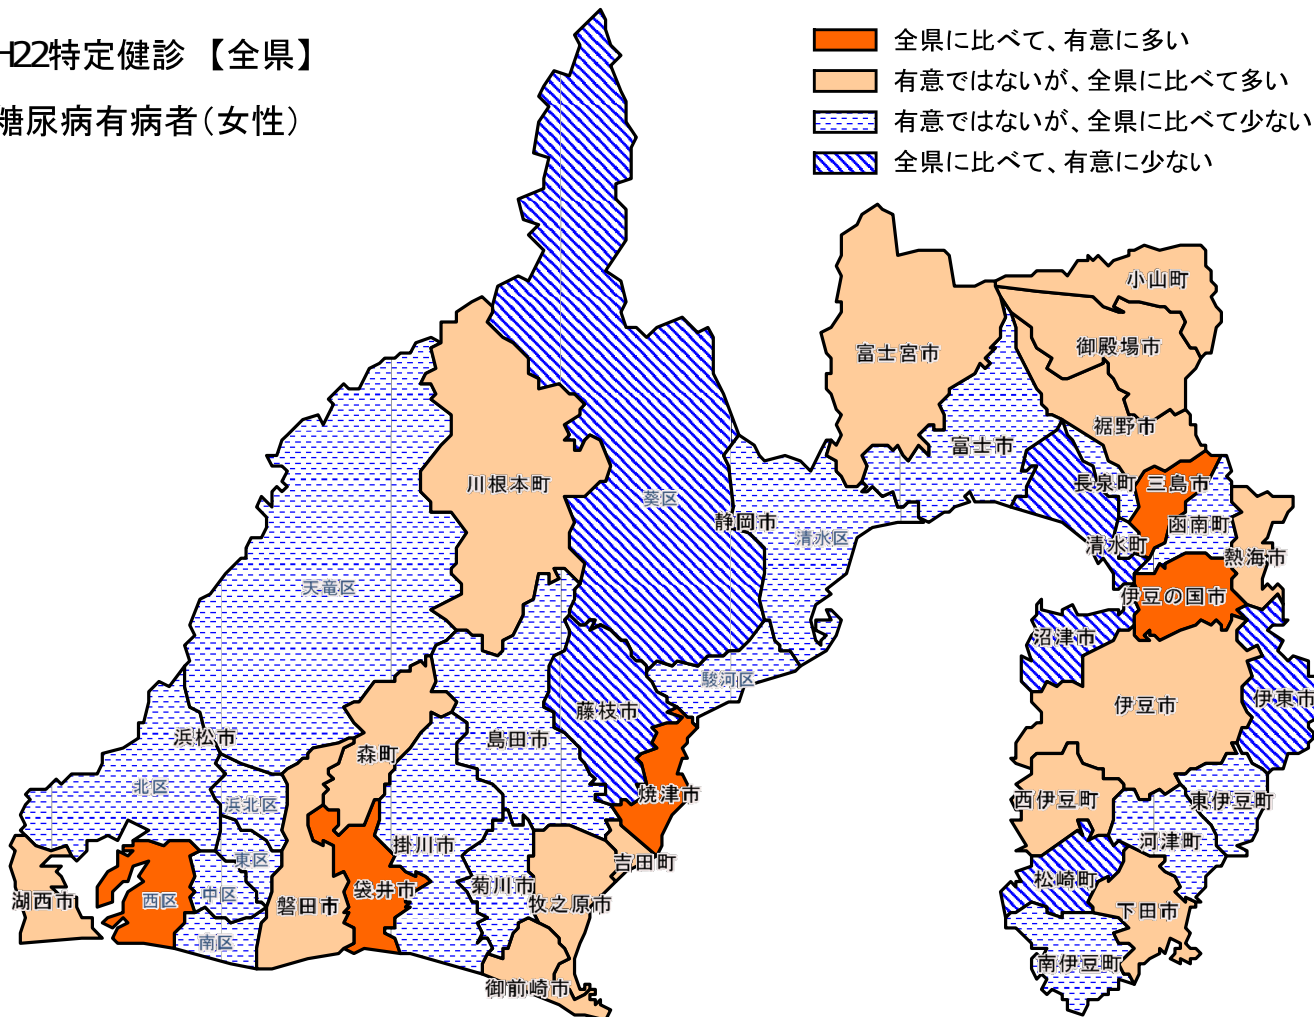 H22特定健診 【全県】
糖尿病有病者(女性)
全県に比べて、有意に多い
有意ではないが、全県に比べて多い
有意ではないが、全県に比べて少ない
全県に比べて、有意に少ない
小山町
御殿場市
富士宮市
裾野市
富士市
長泉町
三島市
川根本町
葵区
静岡市
函南町
清水区
清水町
熱海市
天竜区
伊豆の国市
沼津市
駿河区
伊東市
藤枝市
伊豆市
浜松市
島田市
森町
北区
焼津市
西伊豆町
東伊豆町
浜北区
掛川市
河津町
東区
吉田町
松崎町
菊川市
袋井市
中区
西区
湖西市
磐田市
牧之原市
下田市
南区
南伊豆町
御前崎市